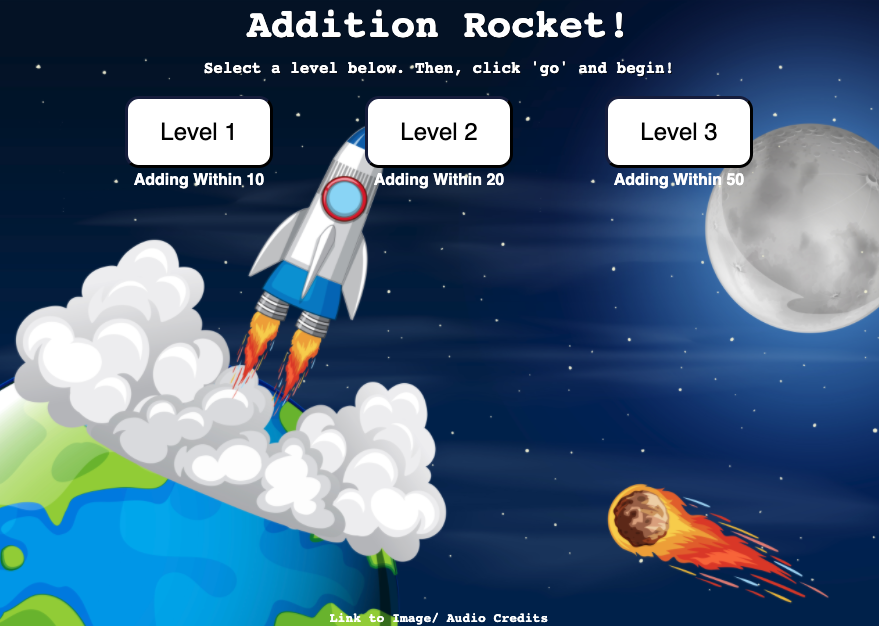 Addition Rocket!
Select a level below. Then, click 'go' and begin!
Level 1
Adding Within 10
Level 2
Adding Within 20
Level 3
Adding Within 50
Link to Image/ Audio Credits